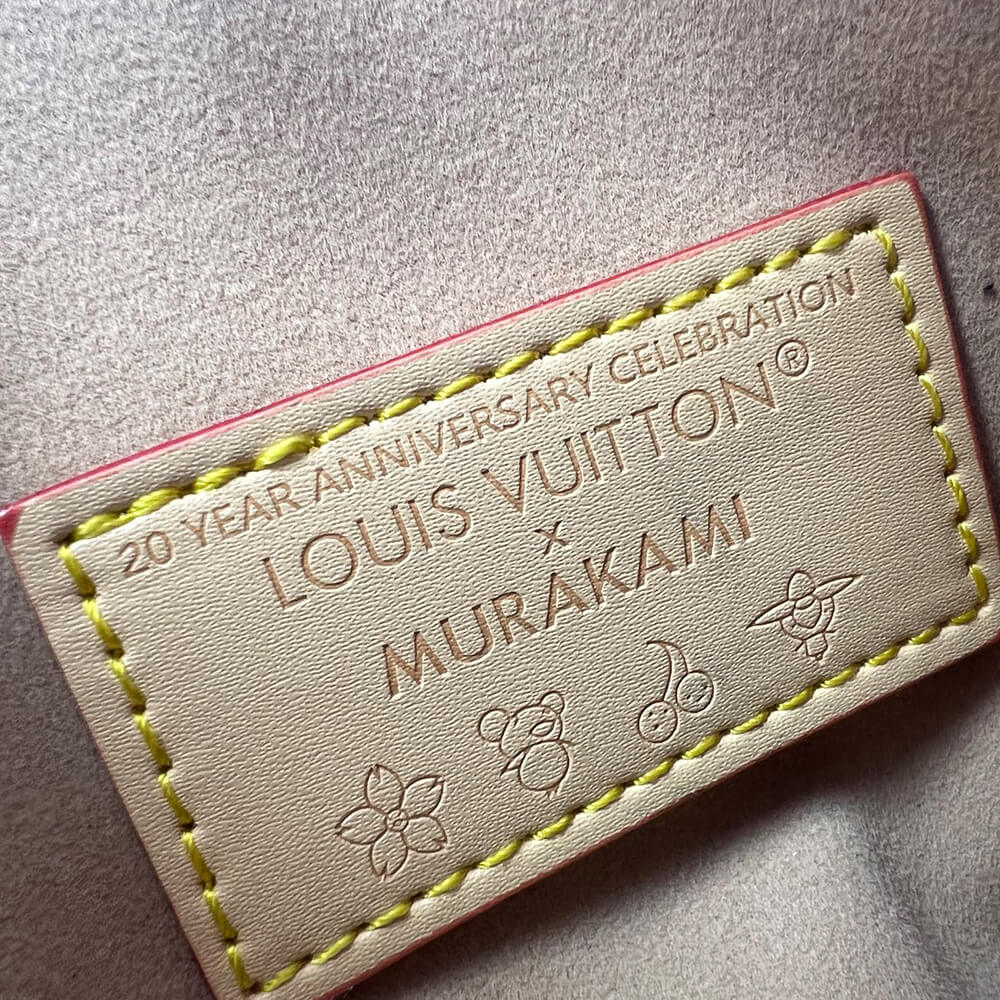 20 YEAR ANNIVERSARY CELEBRATION
LOUIS VUITTON®
x
MURAKAMI